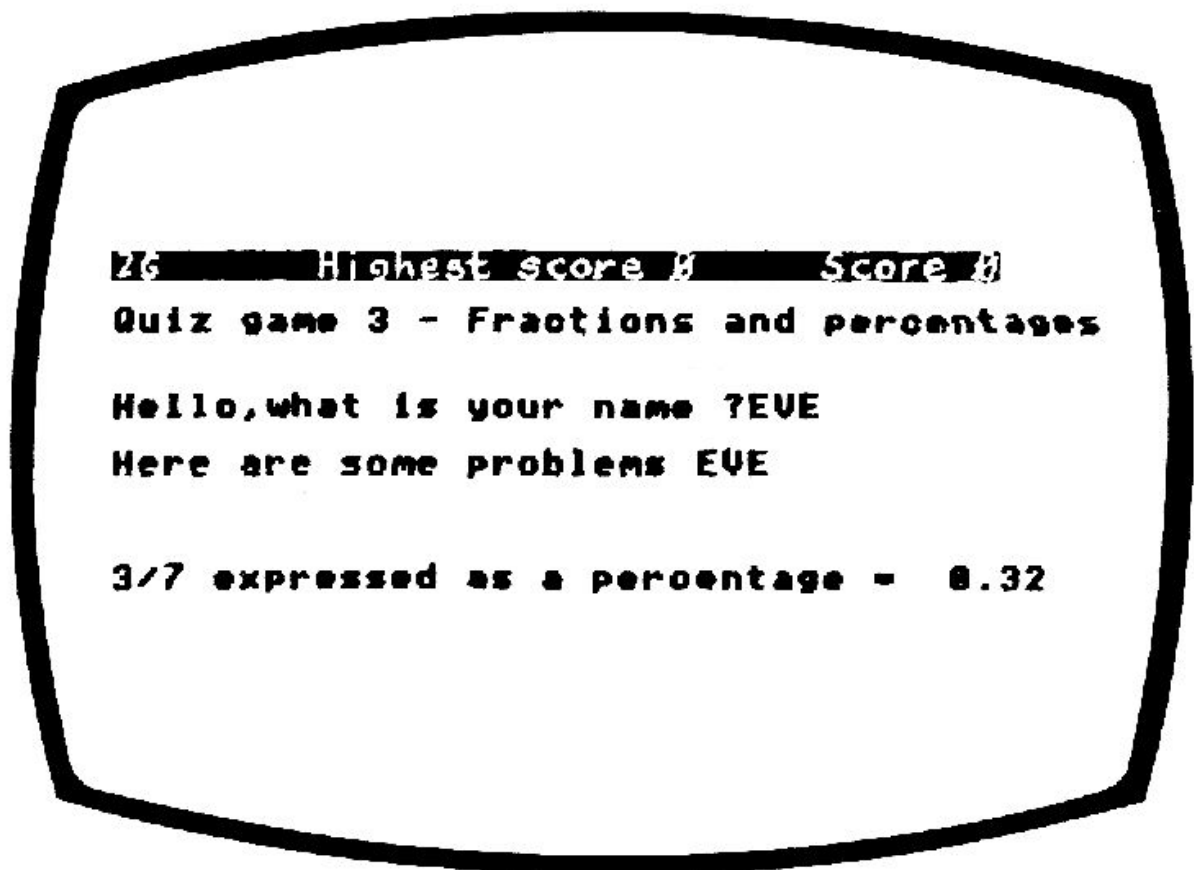 26 Highest score 0 Score 0
Quiz game 3 - Fractions and percentages
Hello,what is your name ?EVE
Here are some problems EVE
3/7 expressed as a percentage = 0.32